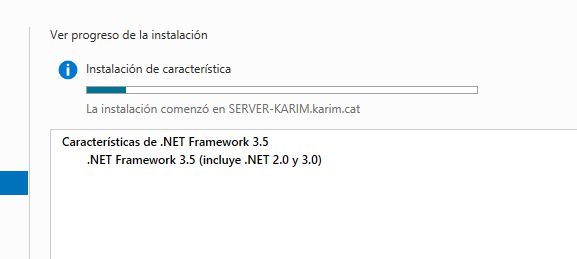 Ver progreso de la instalación
Instalación de característica
La instalación comenzó en SERVER-KARIM.karim.cat
Características de .NET Framework 3.5
.NET Framework 3.5 (incluye .NET 2.0 y 3.0)